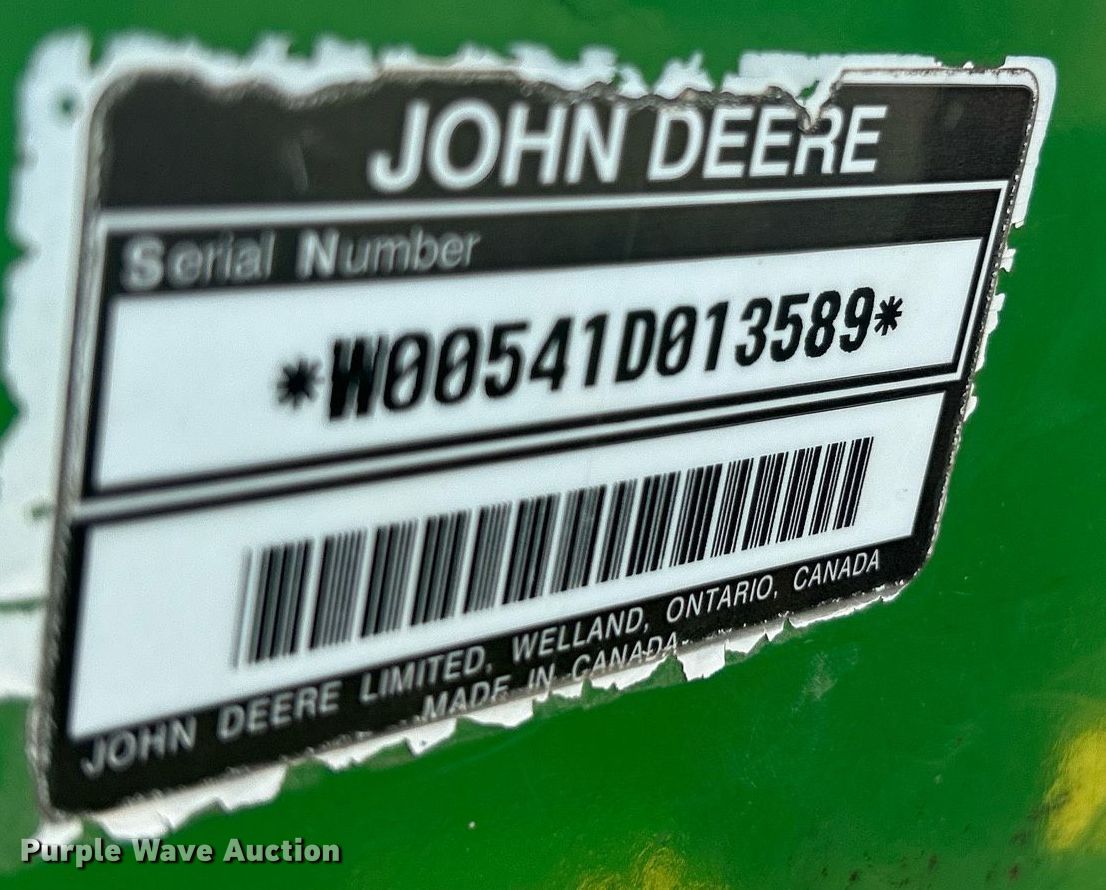 JOHN DEERE
Serial Number
*W00541D013589*
JOHN DEERE LIMITED, WELLAND, ONTARIO, CANADA
MADE IN CANADA
Purple Wave Auction